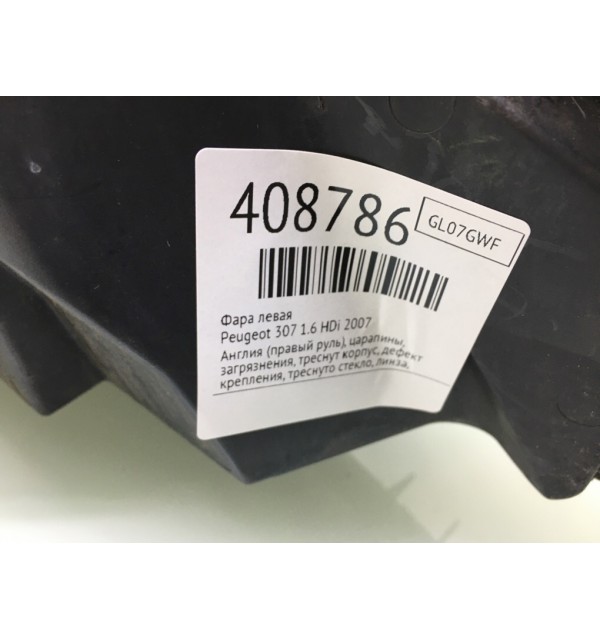 408786
GL07GWF
Фара левая
Peugeot 307 1.6 HDi 2007
Англия (правый руль), царапины,
загрязнения, треснут корпус, дефект
крепления, треснуто стекло, линза,